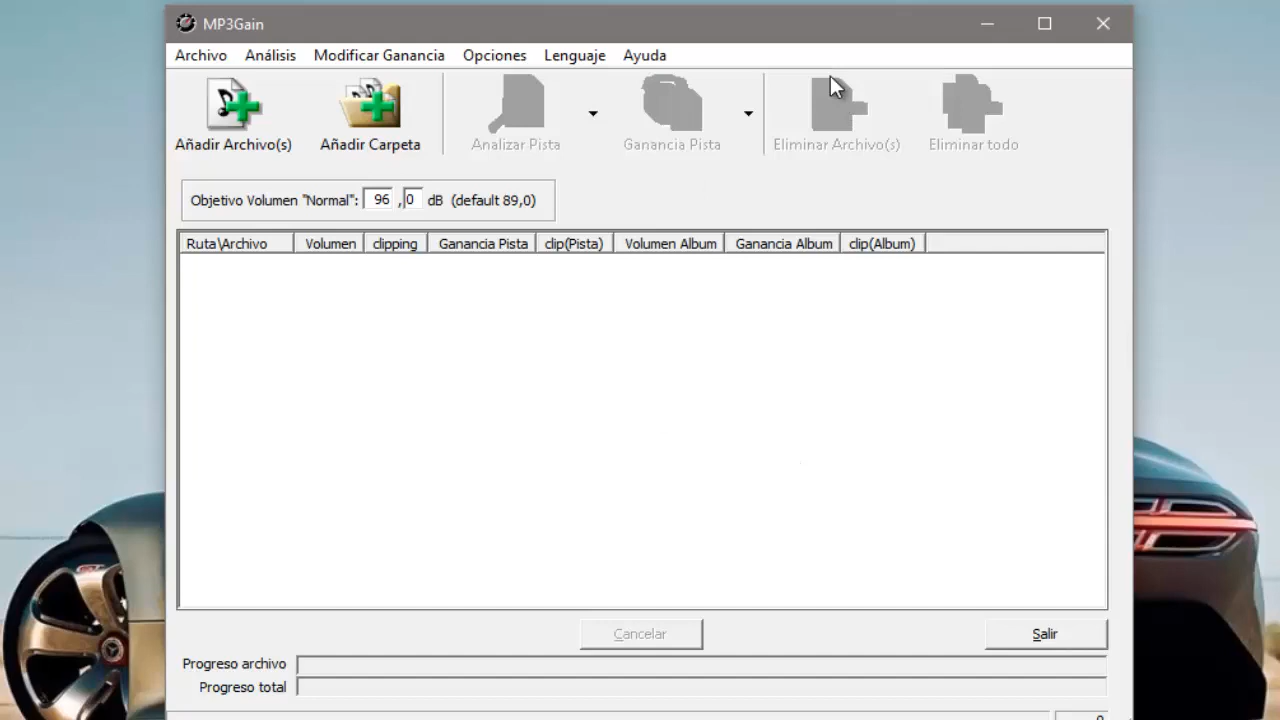 MP3Gain
Archivo Análisis Modificar Ganancia Opciones Lenguaje Ayuda
Añadir Archivo(s) Añadir Carpeta Analizar Pista Ganancia Pista Eliminar Archivo(s) Eliminar todo
Objetivo Volumen "Normal": 96 ,0 dB (default 89,0)
Ruta\Archivo Volumen clipping Ganancia Pista clip(Pista) Volumen Album Ganancia Album clip(Album)
Cancelar Salir
Progreso archivo
Progreso total